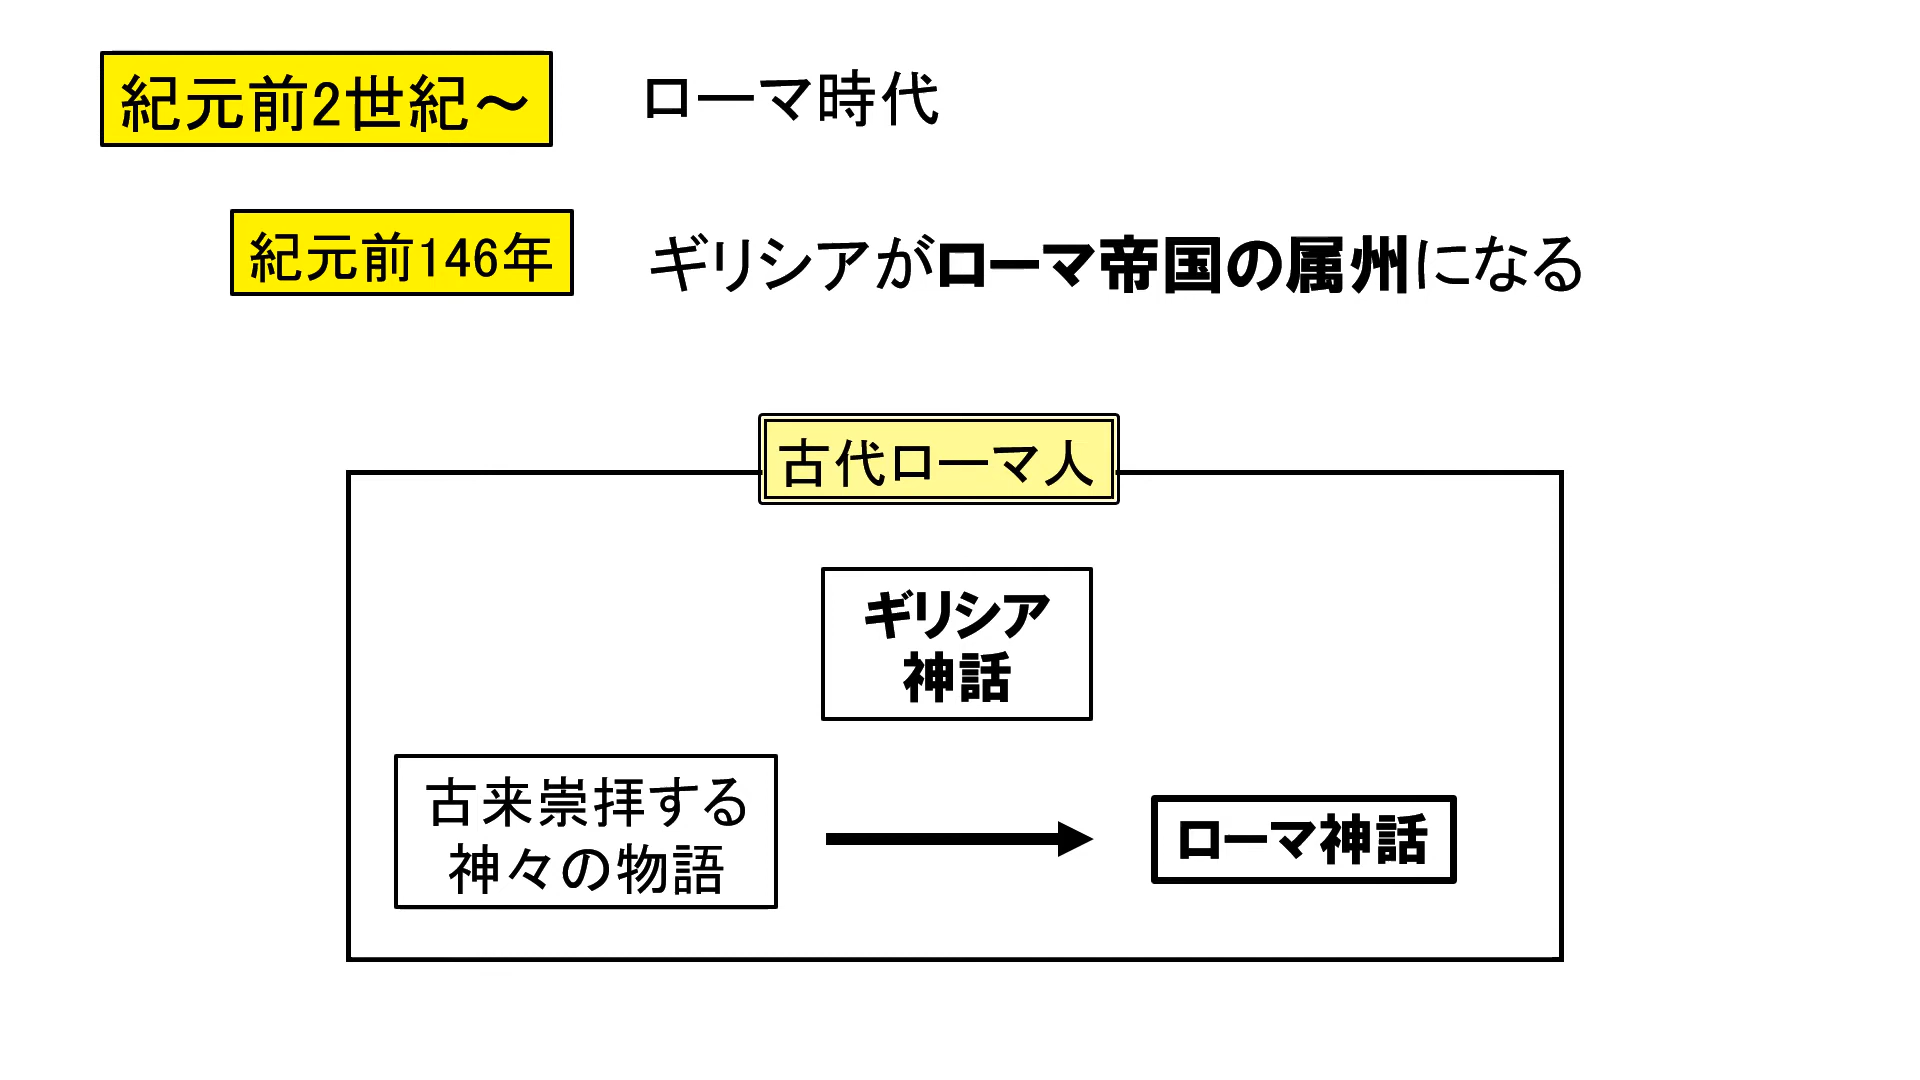 紀元前2世紀～
ローマ時代
紀元前146年
ギリシアがローマ帝国の属州になる
古代ローマ人
ギリシア
神話
古来崇拝する
神々の物語
ローマ神話